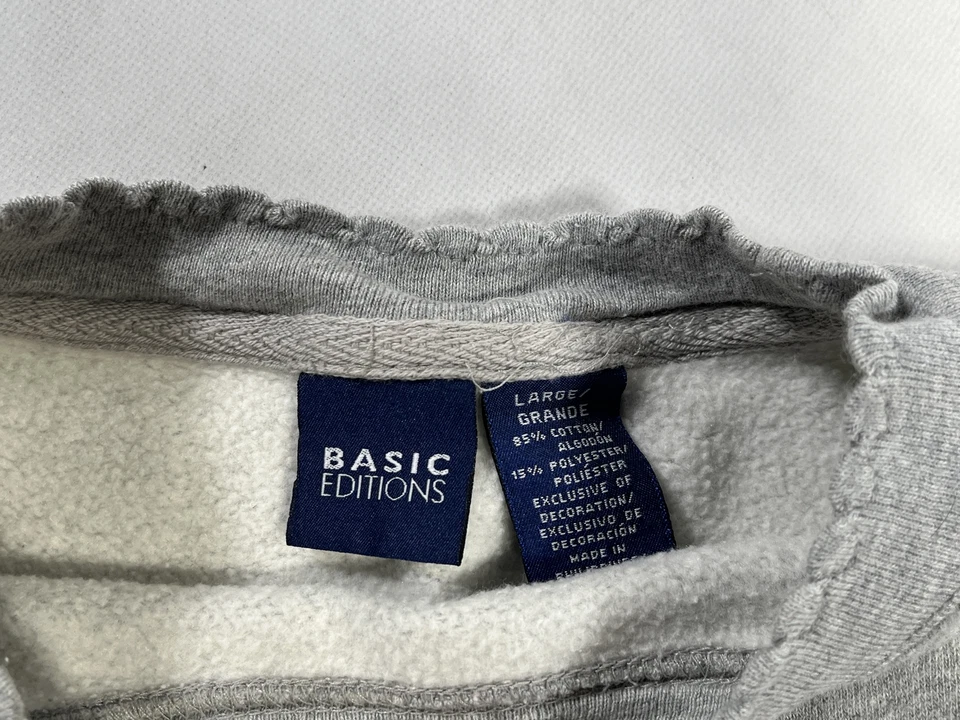 BASIC
EDITIONS
LARGE/
GRANDE
85% COTTON/
ALGODÓN
15% POLYESTER/
POLIÉSTER
EXCLUSIVE OF
DECORATION/
EXCLUSIVO DE
DECORACIÓN
MADE IN